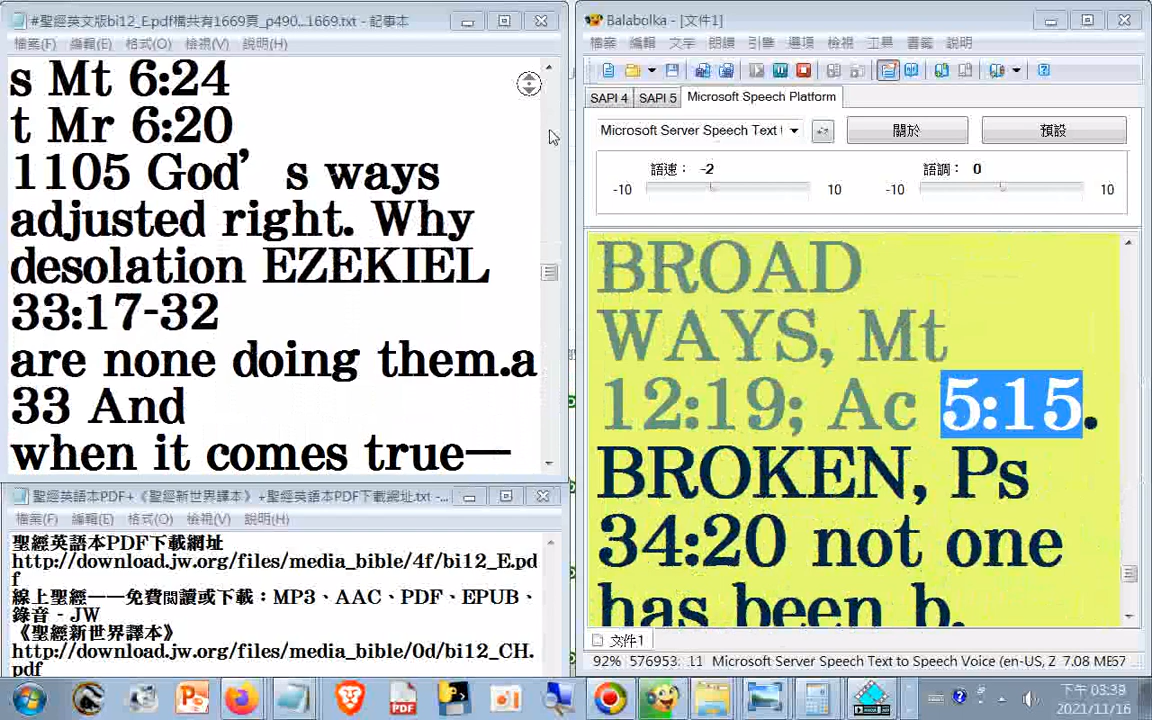 #聖經英文版bi12_E.pdf檔共有1669頁_p490...1669.txt - 記事本
檔案(F) 編輯(E) 格式(O) 檢視(V) 說明(H)
s Mt 6:24
t Mr 6:20
1105 God’s ways
adjusted right. Why
desolation EZEKIEL
33:17-32
are none doing them.a
33 And
when it comes true—
聖經英語本PDF+《聖經新世界譯本》+聖經英語本PDF下載網址.txt - ...
檔案(F) 編輯(E) 格式(O) 檢視(V) 說明(H)
聖經英語本PDF下載網址
http://download.jw.org/files/media_bible/4f/bi12_E.pd
f
線上聖經——免費閱讀或下載：MP3、AAC、PDF、EPUB、
錄音 - JW
《聖經新世界譯本》
http://download.jw.org/files/media_bible/0d/bi12_CH.
pdf
Balabolka - [文件1]
檔案 編輯 文字 朗讀 引擎 選項 檢視 工具 書籤 說明
SAPI 4 SAPI 5 Microsoft Speech Platform
Microsoft Server Speech Text 關於 預設
語速： -2 語調： 0
-10 10 -10 10
BROAD
WAYS, Mt
12:19; Ac 5:15.
BROKEN, Ps
34:20 not one
has been b.
文件1
92% 576953: 11 Microsoft Server Speech Text to Speech Voice (en-US, Z 7.08 ME57
下午 03:39
2021/11/16